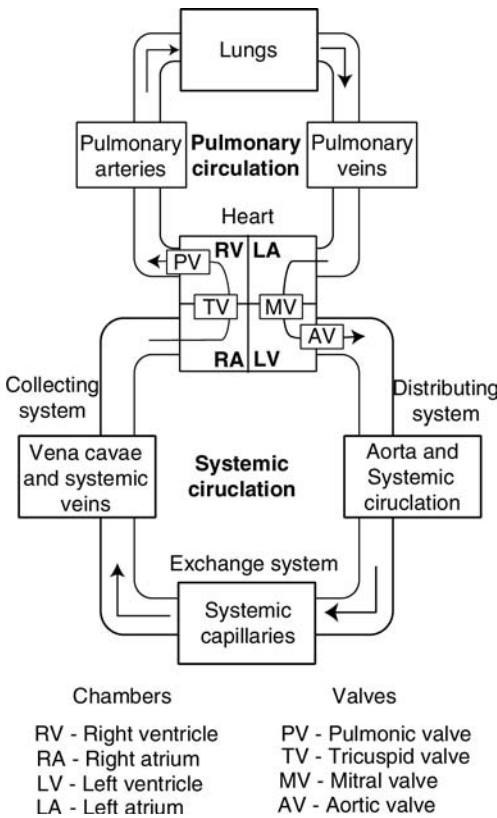 Lungs
Pulmonary
arteries
Pulmonary
circulation
Pulmonary
veins
Heart
RV LA
PV
TV MV
AV
RA LV
Collecting
system
Distributing
system
Vena cavae
and systemic
veins
Systemic
ciruclation
Aorta and
Systemic
ciruclation
Exchange system
Systemic
capillaries
Chambers
RV - Right ventricle
RA - Right atrium
LV - Left ventricle
LA - Left atrium
Valves
PV - Pulmonic valve
TV - Tricuspid valve
MV - Mitral valve
AV - Aortic valve